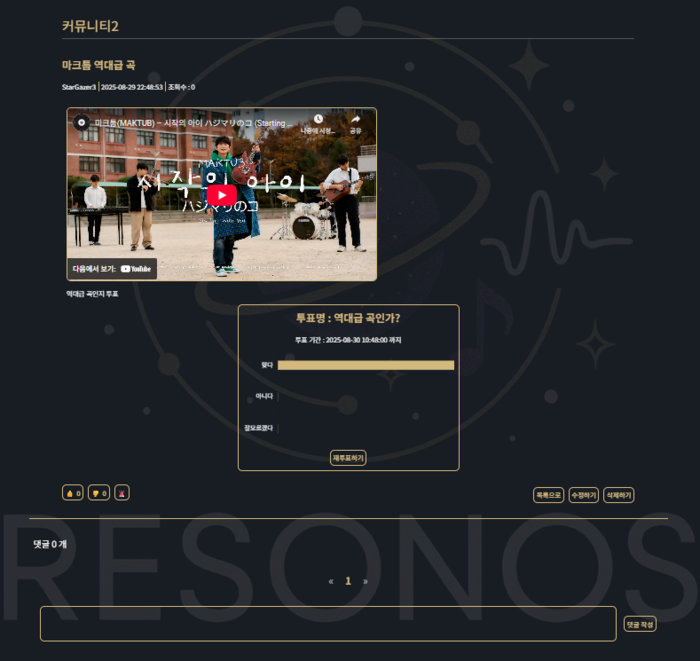 커뮤니티2
마크툽 역대급 곡
StarGazer3 | 2025-08-29 22:48:53 | 조회수 : 0
마크툽(MAKTUB) – 시작의 아이 ハジマリのコ (Starting ...
나중에 시청...
공유
MAKTUB
시작의 아이
ハジマリのコ
다음에서 보기: YouTube
역대급 곡인지 투표
투표명 : 역대급 곡인가?
투표 기간 : 2025-08-30 10:48:00 까지
맞다
아니다
잘모르겠다
재투표하기
0 0
목록으로 수정하기 삭제하기
RESONOS
댓글 0 개
« 1 »
댓글 작성